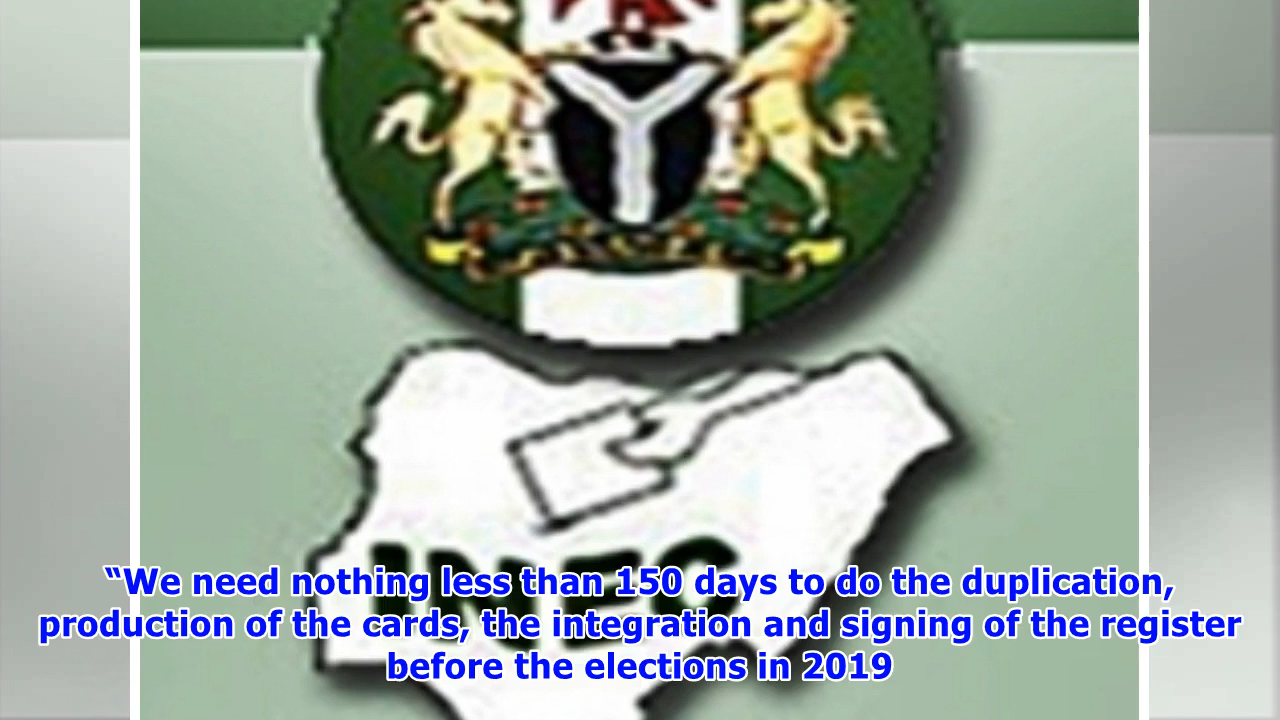 INEC
“We need nothing less than 150 days to do the duplication,
production of the cards, the integration and signing of the register
before the elections in 2019